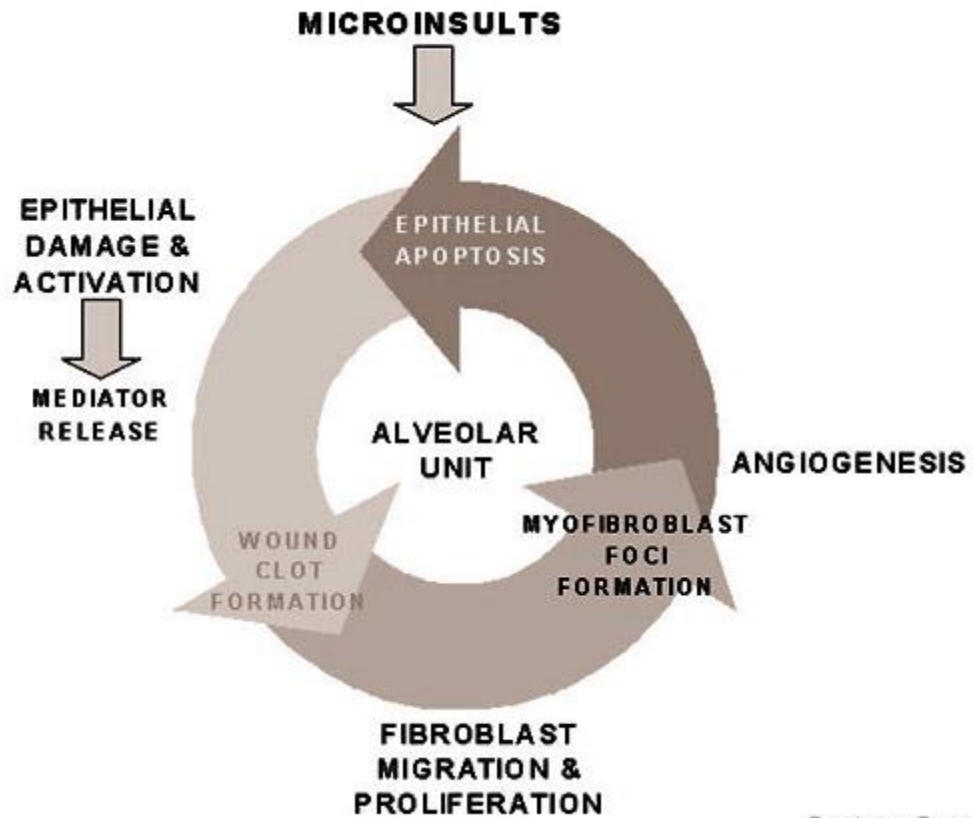 MICROINSULTS
EPITHELIAL
DAMAGE &
ACTIVATION
MEDIATOR
RELEASE
EPITHELIAL
APOPTOSIS
ALVEOLAR
UNIT
ANGIOGENESIS
MYOFIBROBLAST
FOCI
FORMATION
WOUND
CLOT
FORMATION
FIBROBLAST
MIGRATION &
PROLIFERATION